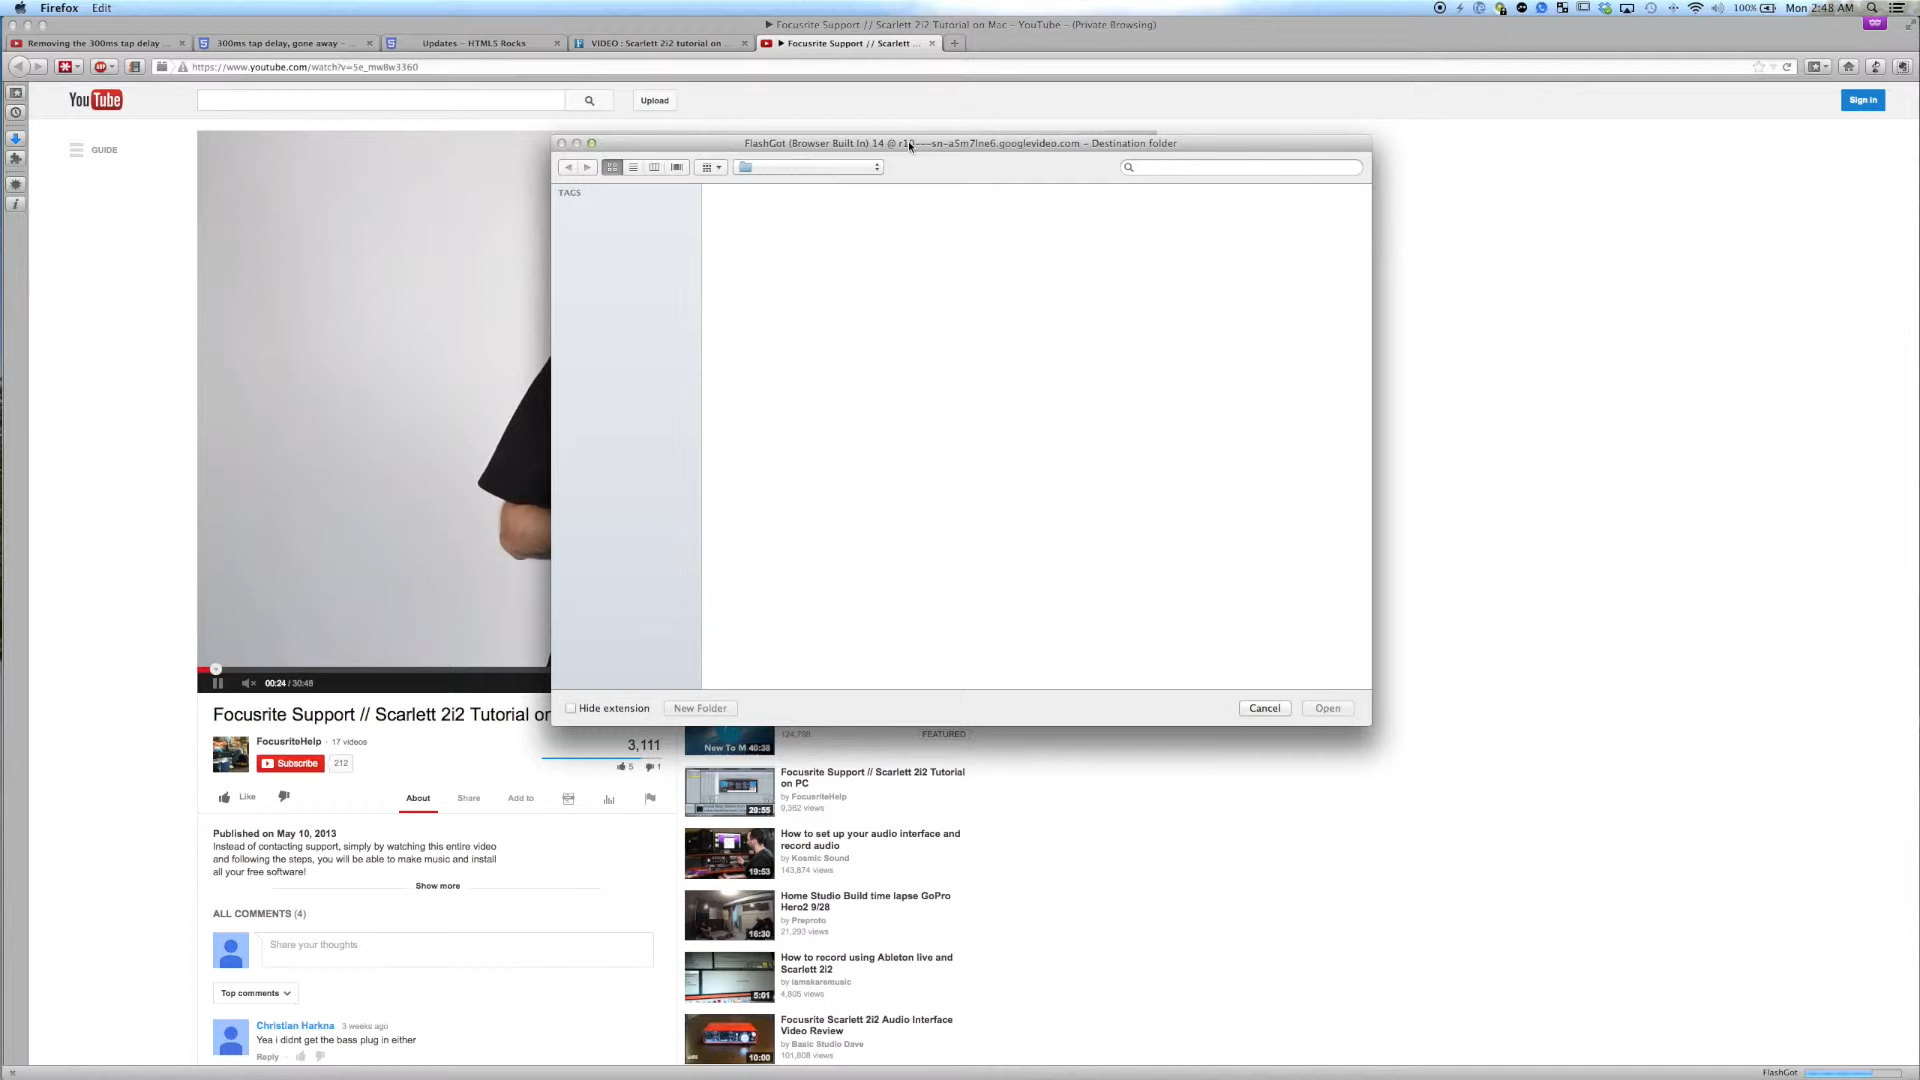 Firefox Edit
100% Mon 2:48 AM
▶ Focusrite Support // Scarlett 2i2 Tutorial on Mac – YouTube – (Private Browsing)
Removing the 300ms tap delay ...
300ms tap delay, gone away – ...
Updates – HTML5 Rocks
VIDEO : Scarlett 2i2 tutorial on ...
▶ Focusrite Support // Scarlett ...
https://www.youtube.com/watch?v=5e_mw8w3360
YouTube
Upload
Sign in
GUIDE
FlashGot (Browser Built In) 14 @ r1---sn-a5m7lne6.googlevideo.com – Destination folder
TAGS
Hide extension
New Folder
Cancel
Open
00:24 / 30:48
Focusrite Support // Scarlett 2i2 Tutorial on
FocusriteHelp · 17 videos
Subscribe
212
3,111
5
1
Like
About
Share
Add to
Published on May 10, 2013
Instead of contacting support, simply by watching this entire video
and following the steps, you will be able to make music and install
all your free software!
Show more
ALL COMMENTS (4)
Share your thoughts
Top comments
Christian Harkna 3 weeks ago
Yea i didnt get the bass plug in either
Reply
New To M
40:38
124,798
FEATURED
Focusrite Support // Scarlett 2i2 Tutorial
on PC
by FocusriteHelp
9,362 views
29:55
How to set up your audio interface and
record audio
by Kosmic Sound
143,874 views
19:53
Home Studio Build time lapse GoPro
Hero2 9/28
by Preproto
21,293 views
16:30
How to record using Ableton live and
Scarlett 2i2
by iamskaremusic
4,805 views
5:01
Focusrite Scarlett 2i2 Audio Interface
Video Review
by Basic Studio Dave
101,808 views
10:00
FlashGot